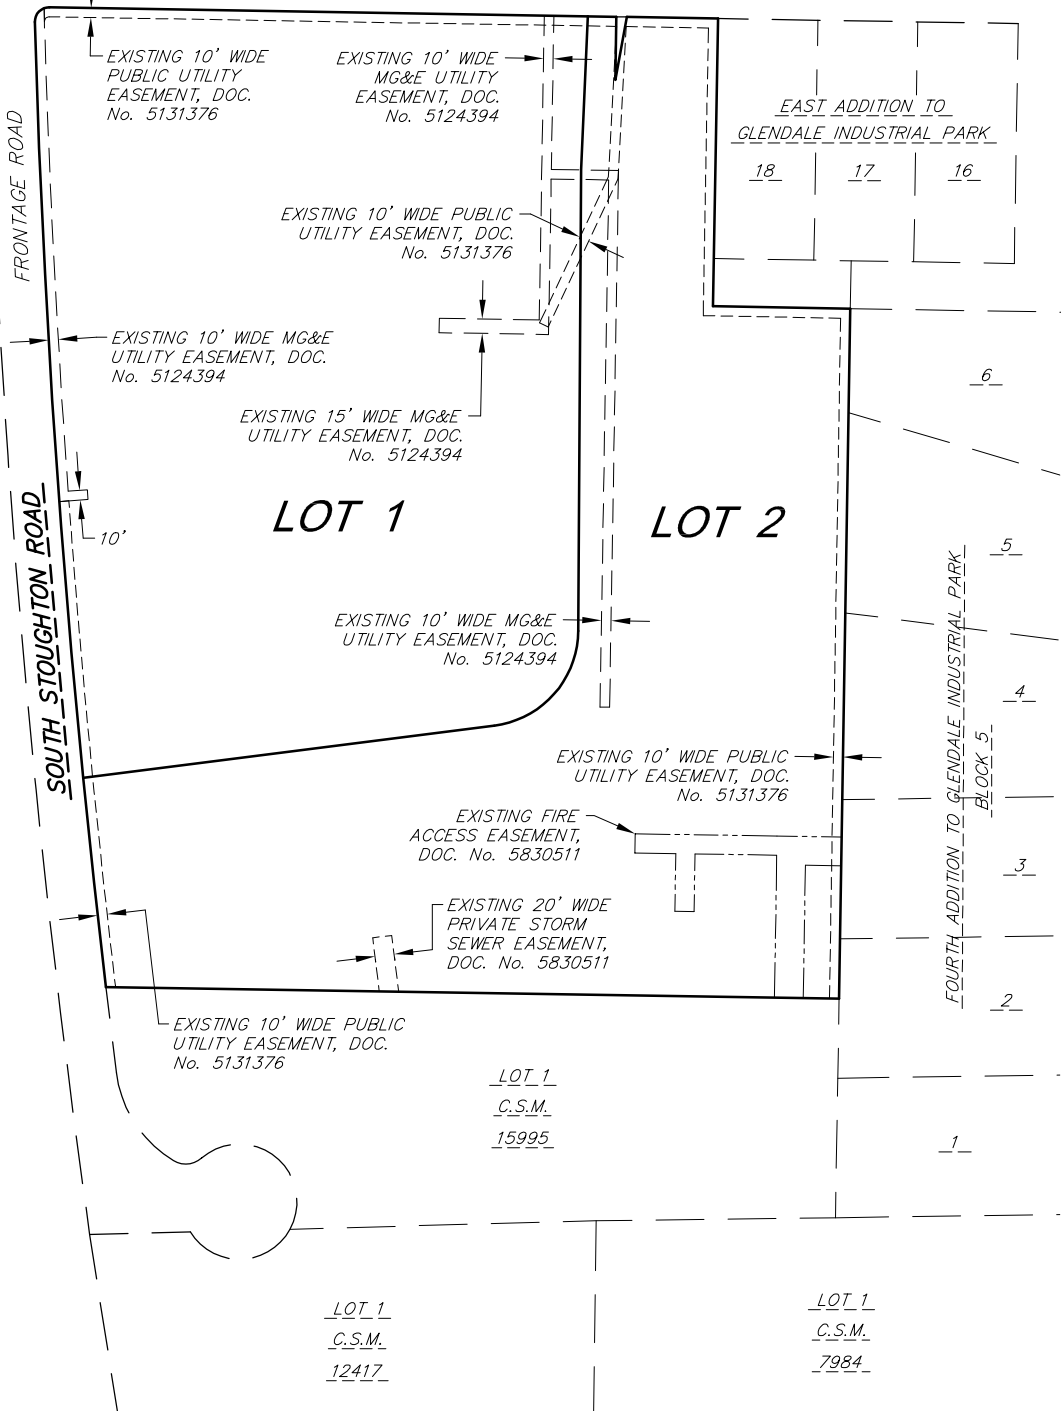 EXISTING 10' WIDE
PUBLIC UTILITY
EASEMENT, DOC.
No. 5131376
EXISTING 10' WIDE
MG&E UTILITY
EASEMENT, DOC.
No. 5124394
EAST ADDITION TO
GLENDALE INDUSTRIAL PARK
18
17
16
FRONTAGE ROAD
EXISTING 10' WIDE PUBLIC
UTILITY EASEMENT, DOC.
No. 5131376
EXISTING 10' WIDE MG&E
UTILITY EASEMENT, DOC.
No. 5124394
6
EXISTING 15' WIDE MG&E
UTILITY EASEMENT, DOC.
No. 5124394
LOT 1
LOT 2
10'
SOUTH STOUGHTON ROAD
5
EXISTING 10' WIDE MG&E
UTILITY EASEMENT, DOC.
No. 5124394
4
FOURTH ADDITION TO GLENDALE INDUSTRIAL PARK
BLOCK 5
EXISTING 10' WIDE PUBLIC
UTILITY EASEMENT, DOC.
No. 5131376
EXISTING FIRE
ACCESS EASEMENT,
DOC. No. 5830511
3
EXISTING 20' WIDE
PRIVATE STORM
SEWER EASEMENT,
DOC. No. 5830511
2
EXISTING 10' WIDE PUBLIC
UTILITY EASEMENT, DOC.
No. 5131376
LOT 1
C.S.M.
15995
1
LOT 1
C.S.M.
12417
LOT 1
C.S.M.
7984